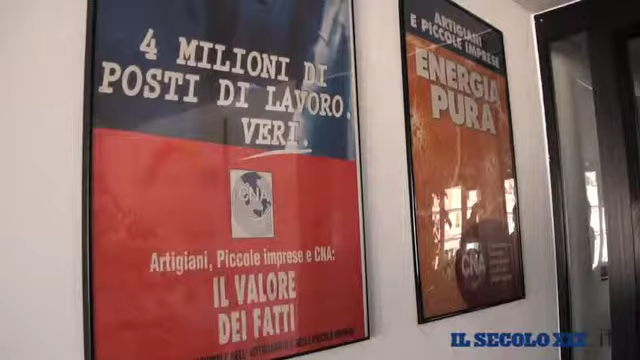 4 MILIONI DI
POSTI DI LAVORO.
VERI.
CNA
Artigiani, Piccole imprese e CNA:
IL VALORE
DEI FATTI
ARTIGIANI
E PICCOLE IMPRESE
ENERGIA
PURA
CNA
IL SECOLO XIX.it